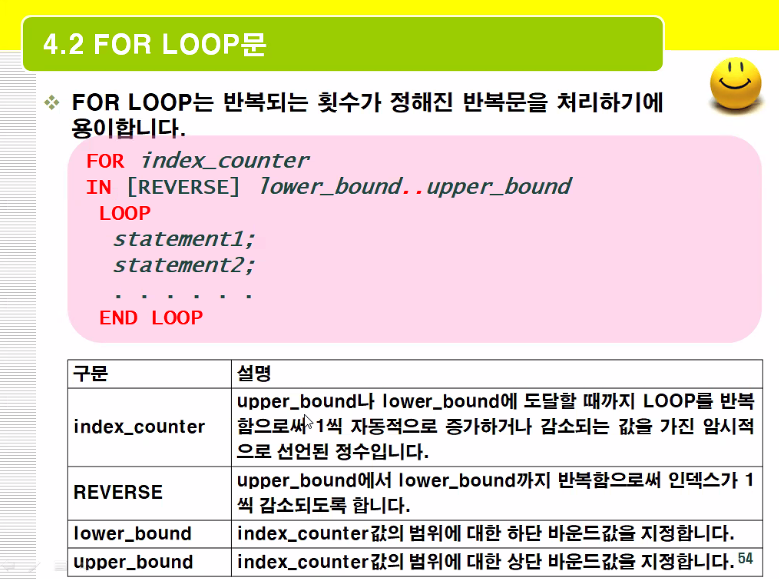 4.2 FOR LOOP문
❖ FOR LOOP는 반복되는 횟수가 정해진 반복문을 처리하기에
용이합니다.
FOR index_counter
IN [REVERSE] lower_bound..upper_bound
LOOP
statement1;
statement2;
. . . . . .
END LOOP
구문 설명
index_counter
upper_bound나 lower_bound에 도달할 때까지 LOOP를 반복
함으로써 1씩 자동적으로 증가하거나 감소되는 값을 가진 암시적
으로 선언된 정수입니다.
REVERSE
upper_bound에서 lower_bound까지 반복함으로써 인덱스가 1
씩 감소되도록 합니다.
lower_bound index_counter값의 범위에 대한 하단 바운드값을 지정합니다.
upper_bound index_counter값의 범위에 대한 상단 바운드값을 지정합니다.
54